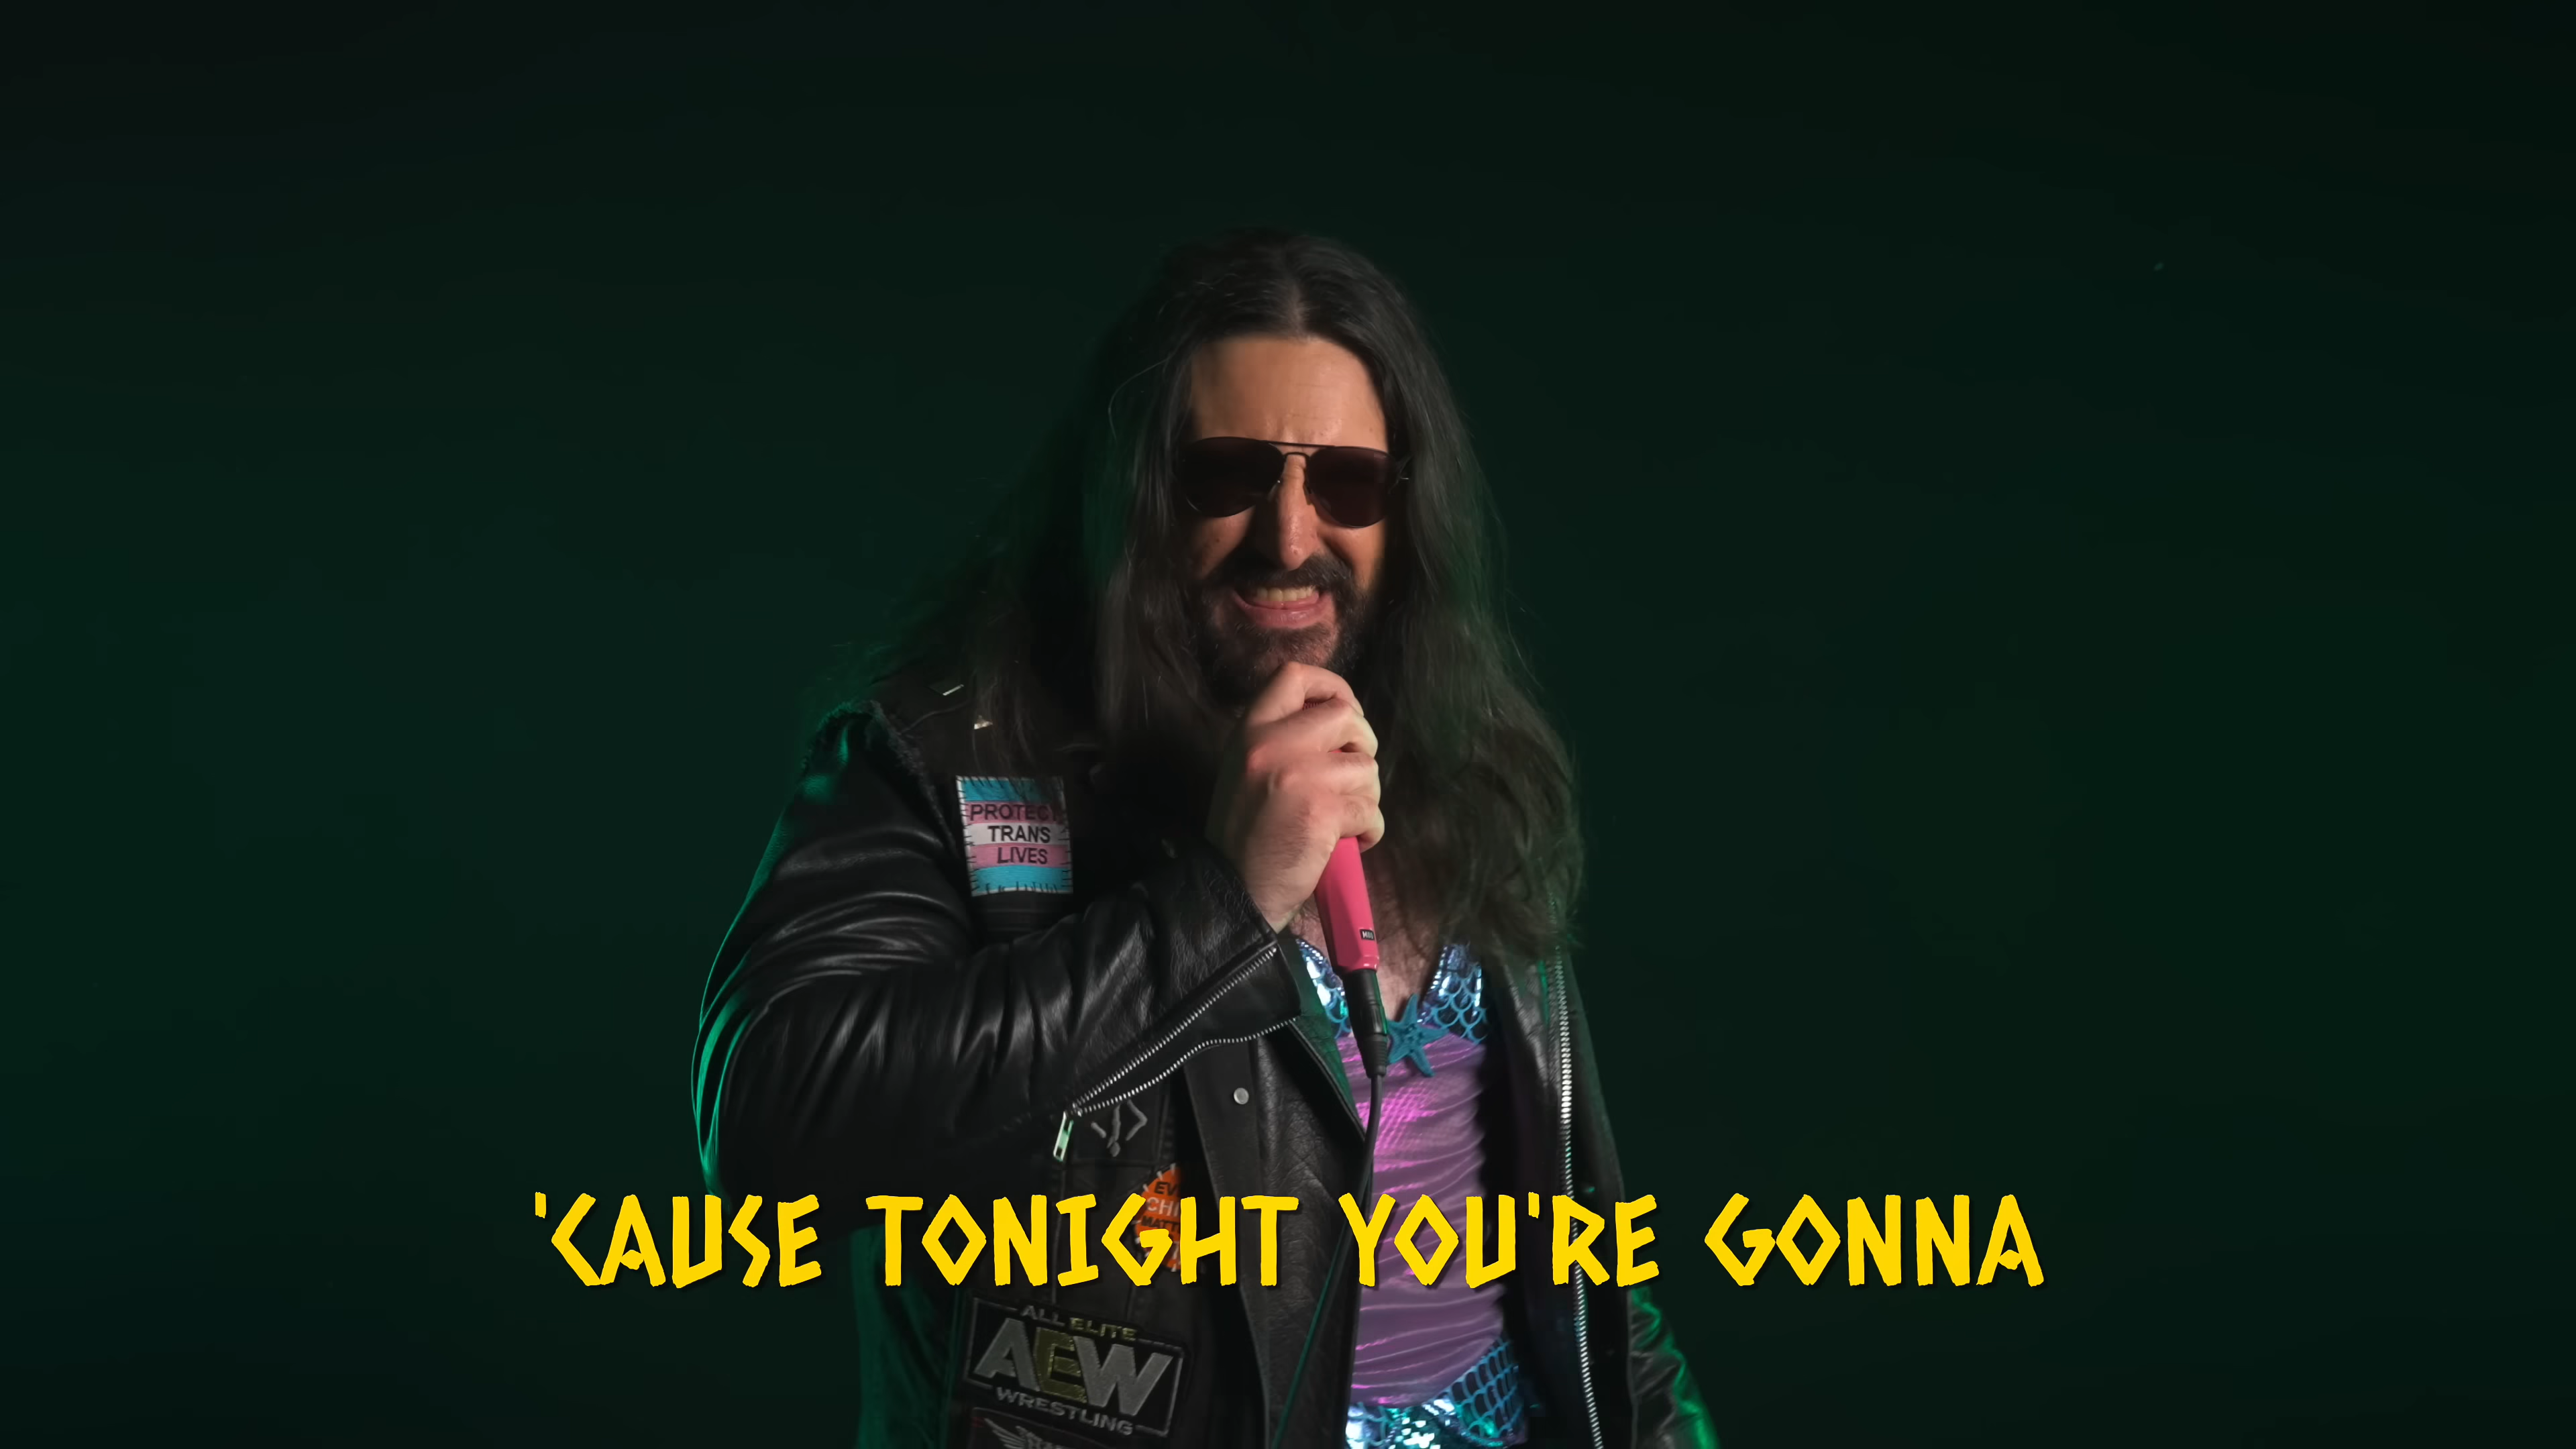 PROTECT
TRANS
LIVES
'CAUSE TONIGHT YOU'RE GONNA
ALL ELITE
AEW
WRESTLING